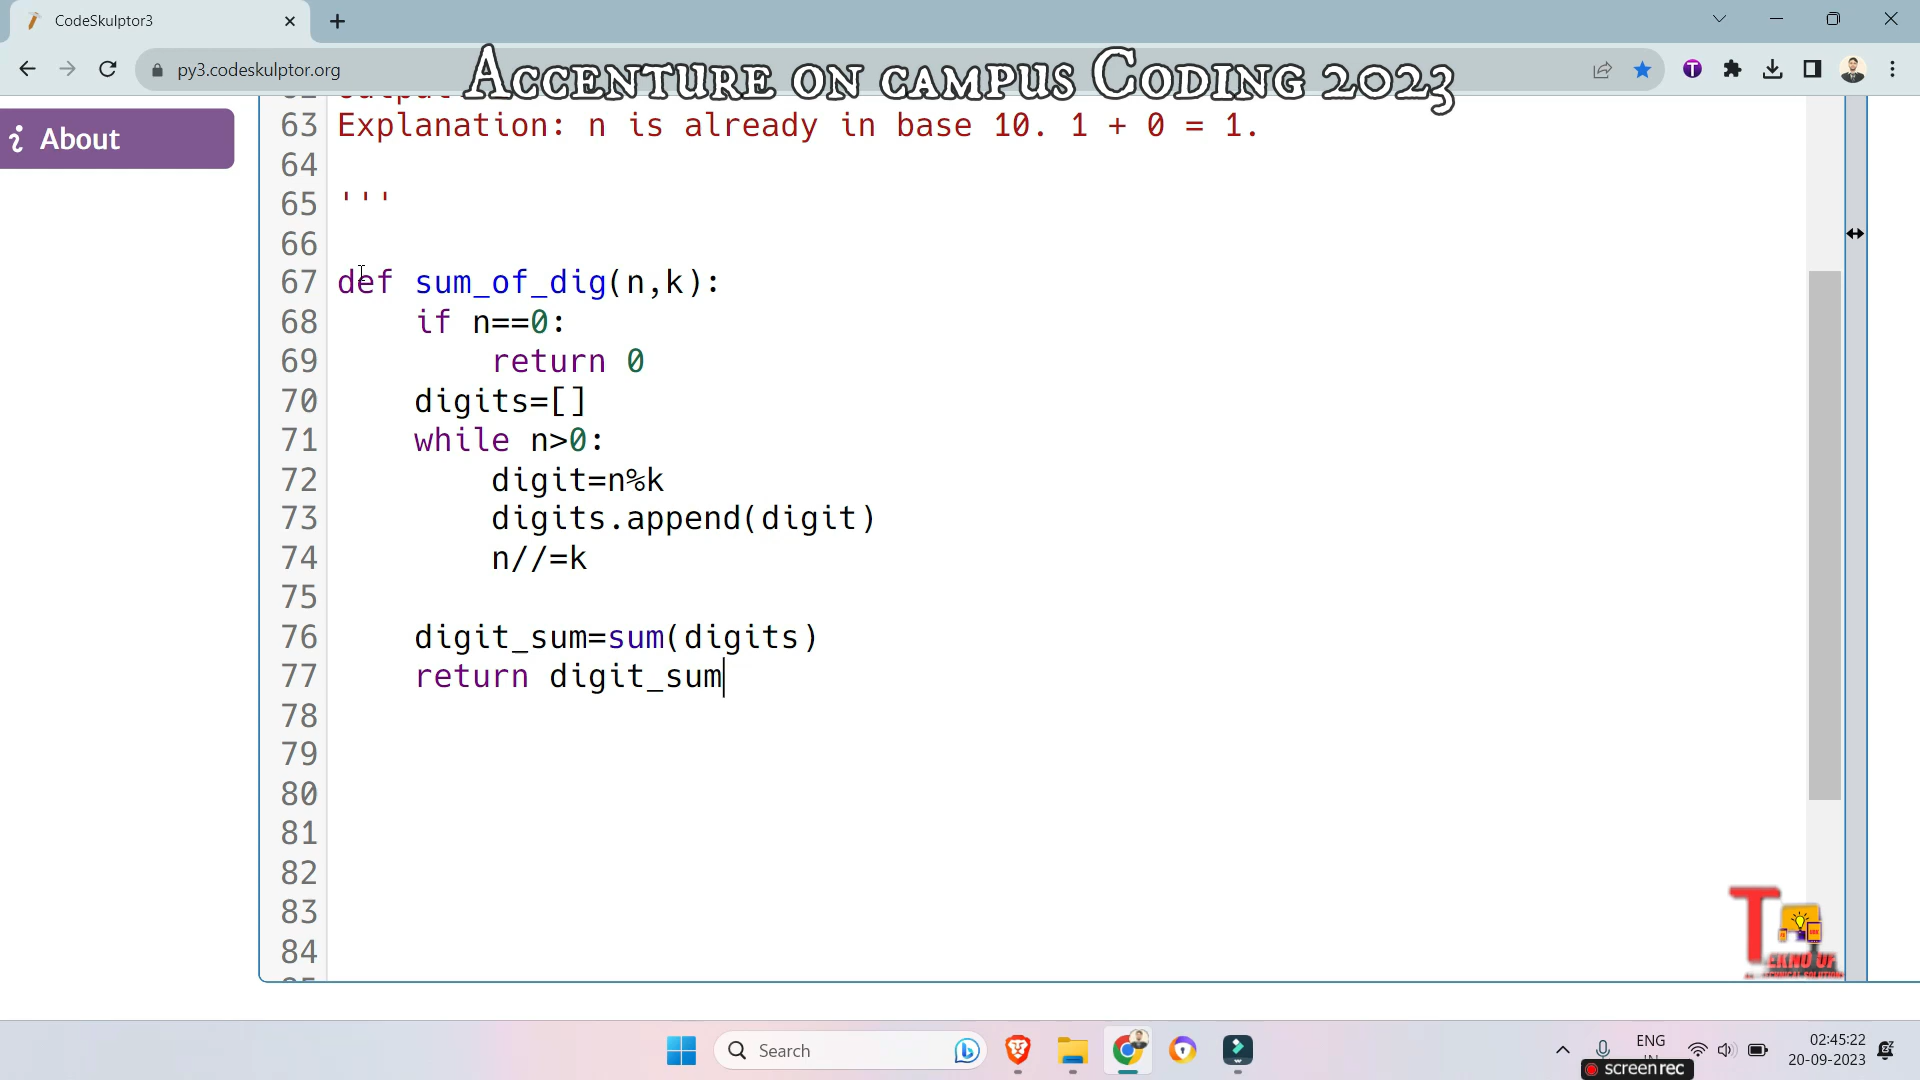 CodeSkulptor3
py3.codeskulptor.org
Accenture on campus Coding 2023
About
63 Explanation: n is already in base 10. 1 + 0 = 1.
64
65 '''
66
67 def sum_of_dig(n,k):
68 if n==0:
69 return 0
70 digits=[]
71 while n>0:
72 digit=n%k
73 digits.append(digit)
74 n//=k
75
76 digit_sum=sum(digits)
77 return digit_sum
78
79
80
81
82
83
84
Search
ENG
02:45:22
20-09-2023
screenrec